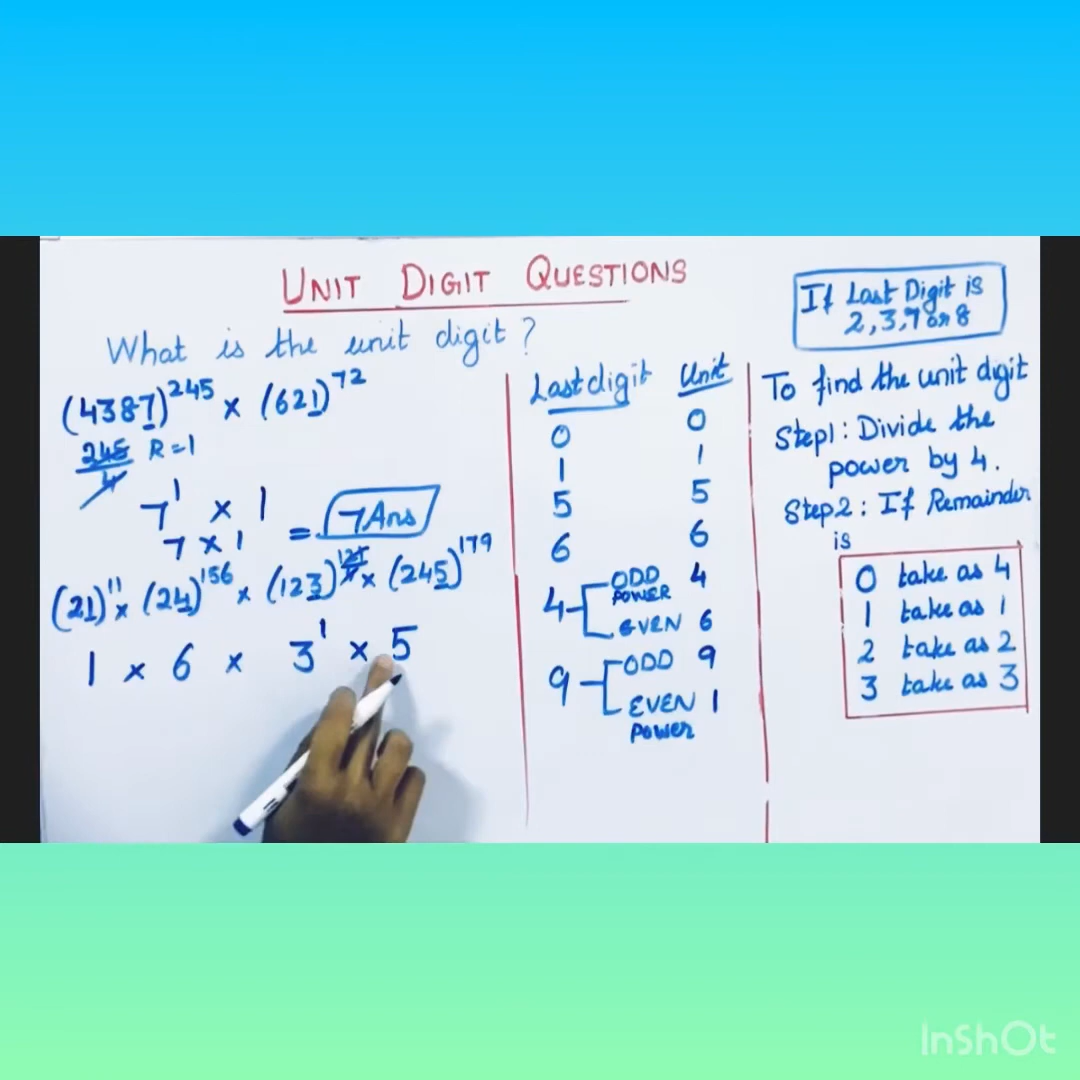 UNIT DIGIT QUESTIONS
What is the unit digit?
(4387)^245 × (621)^72
245/4 R=1
7^1 × 1
7 × 1 = 7 Ans
(21)^11 × (24)^156 × (123)^121 × (245)^179
1 × 6 × 3^1 × 5
Last digit Unit
0 0
1 1
5 5
6 6
4 ODD POWER 4
EVEN 6
9 ODD 9
EVEN 1
POWER
If Last Digit is
2,3,7 or 8
To find the unit digit
Step1: Divide the
power by 4.
Step2: If Remainder
is
0 take as 4
1 take as 1
2 take as 2
3 take as 3
InShOt